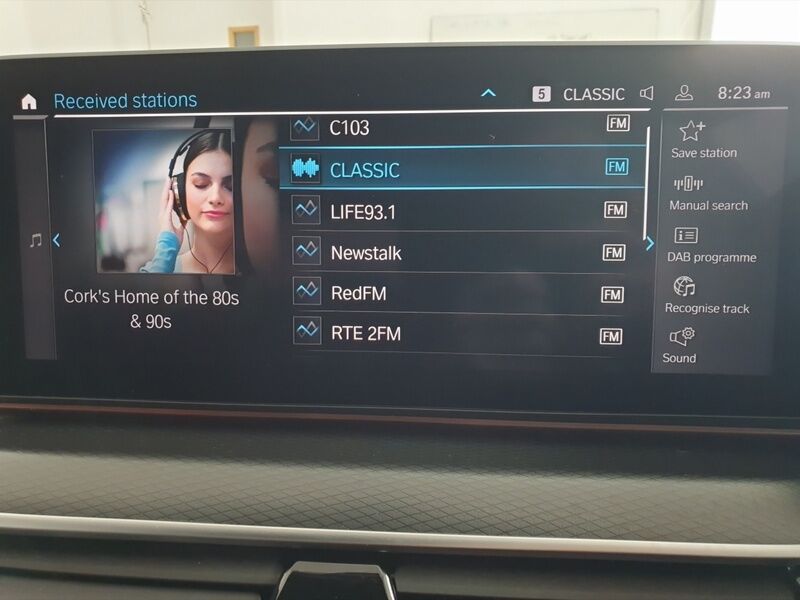 Received stations
5 CLASSIC 8:23 am
C103 FM
CLASSIC FM
LIFE93.1 FM
Newstalk FM
RedFM FM
RTE 2FM FM
Cork's Home of the 80s
& 90s
Save station
Manual search
DAB programme
Recognise track
Sound